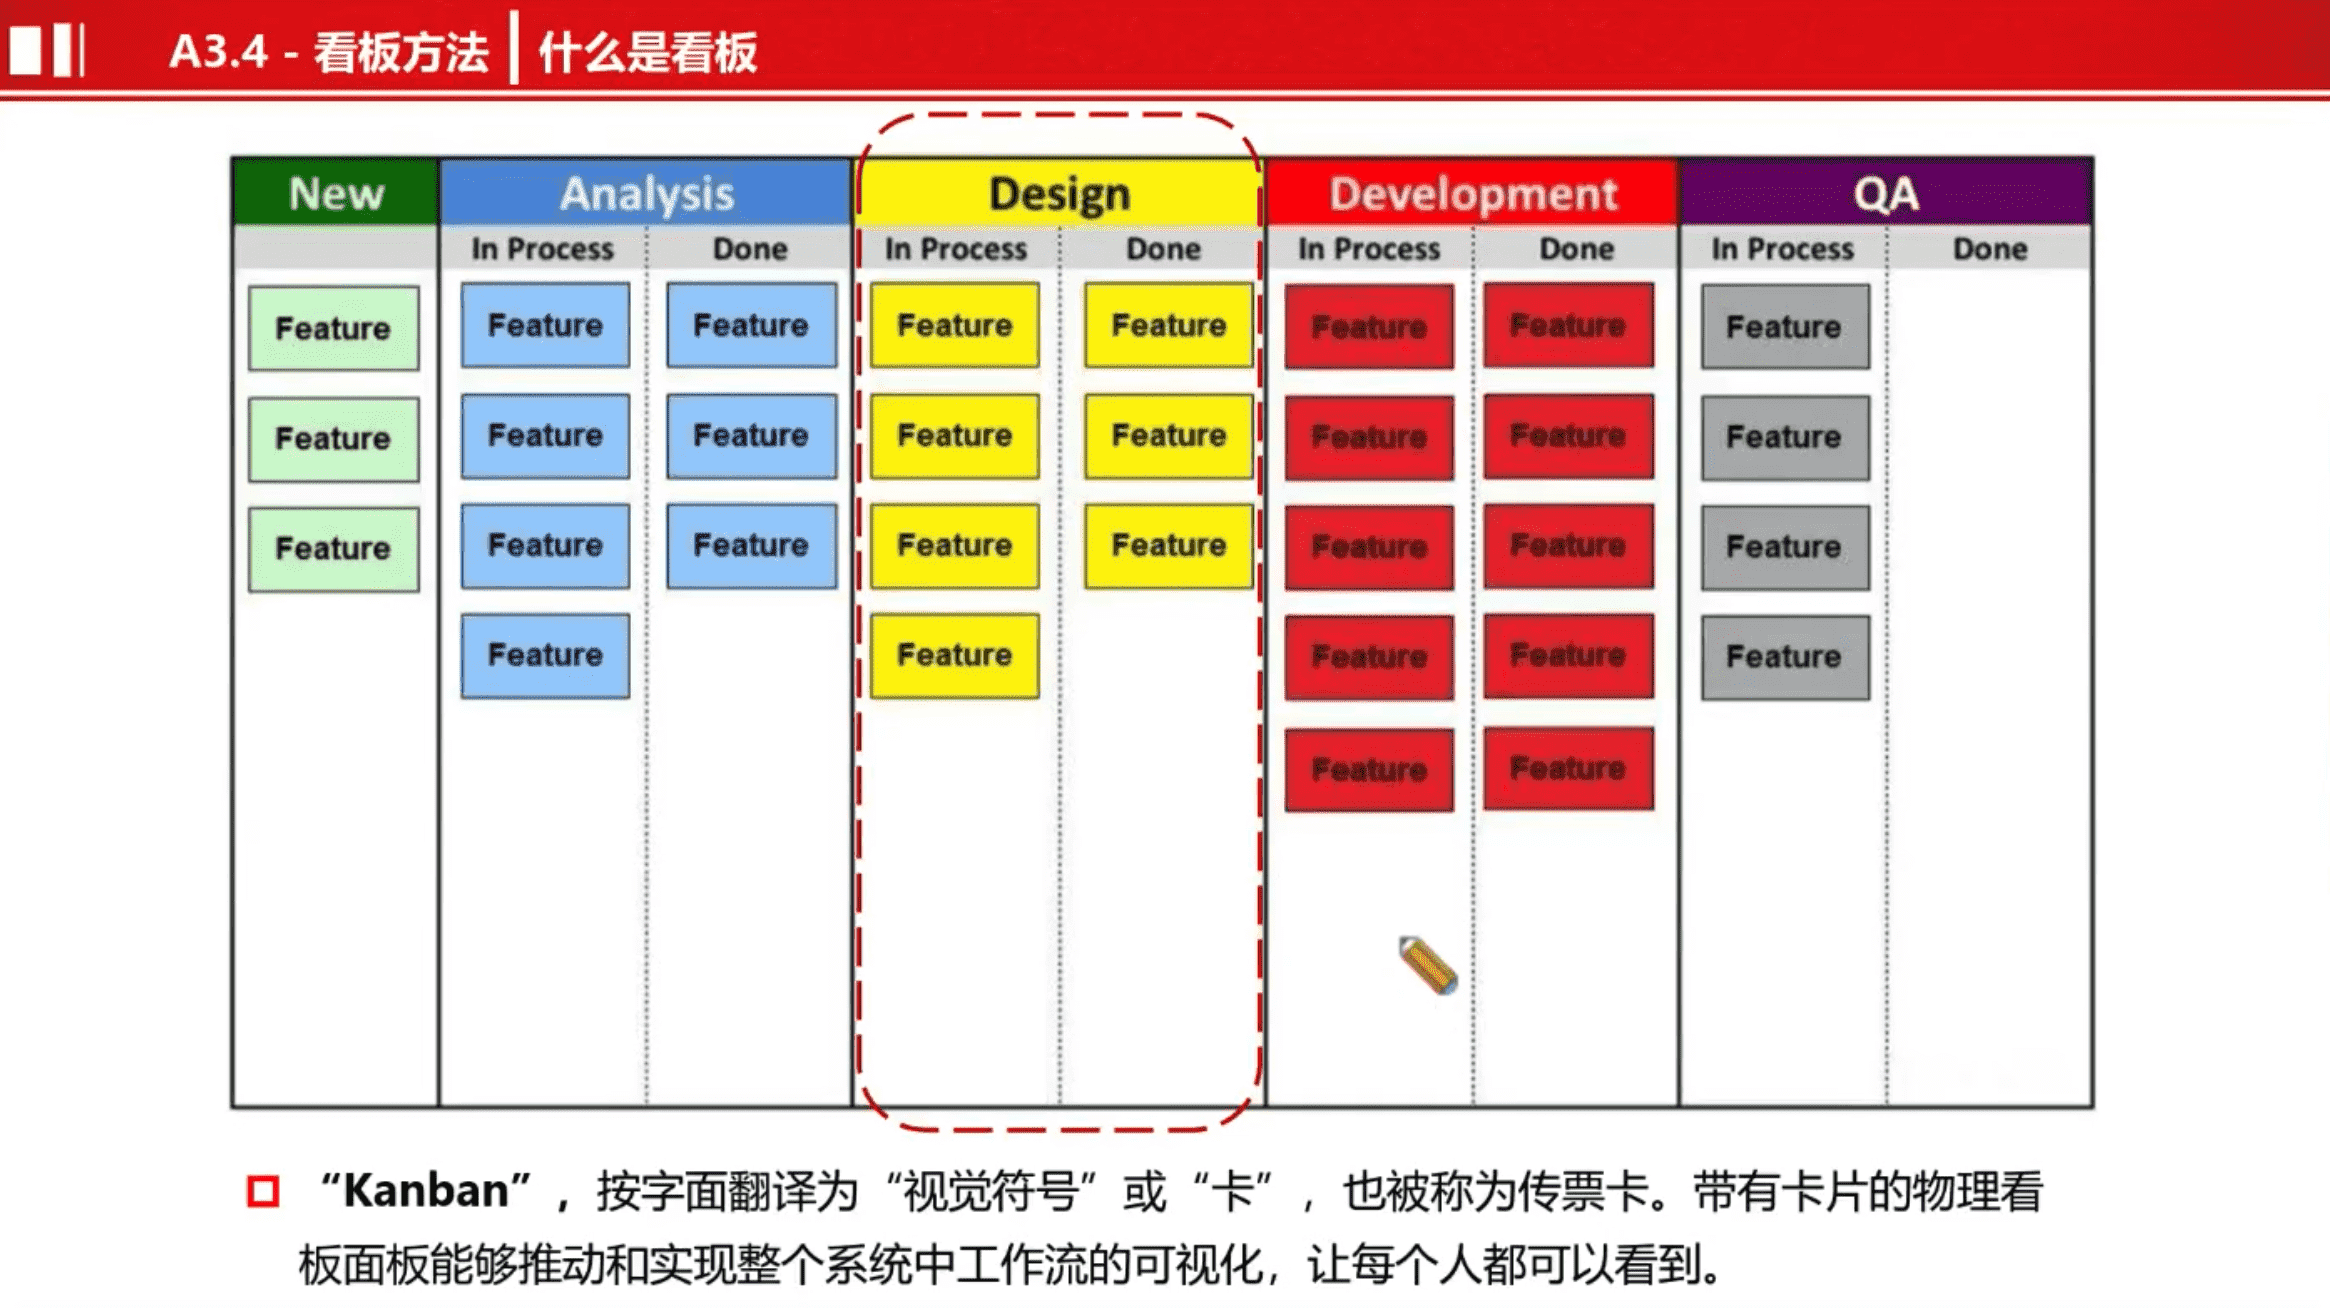 A3.4 - 看板方法 什么是看板
New Analysis Design Development QA
In Process Done In Process Done In Process Done In Process Done
Feature Feature Feature Feature Feature Feature Feature Feature
Feature Feature Feature Feature Feature Feature Feature Feature
Feature Feature Feature Feature Feature Feature Feature Feature
Feature Feature Feature Feature Feature
Feature Feature
“Kanban”，按字面翻译为“视觉符号”或“卡”，也被称为传票卡。带有卡片的物理看
板面板能够推动和实现整个系统中工作流的可视化，让每个人都可以看到。